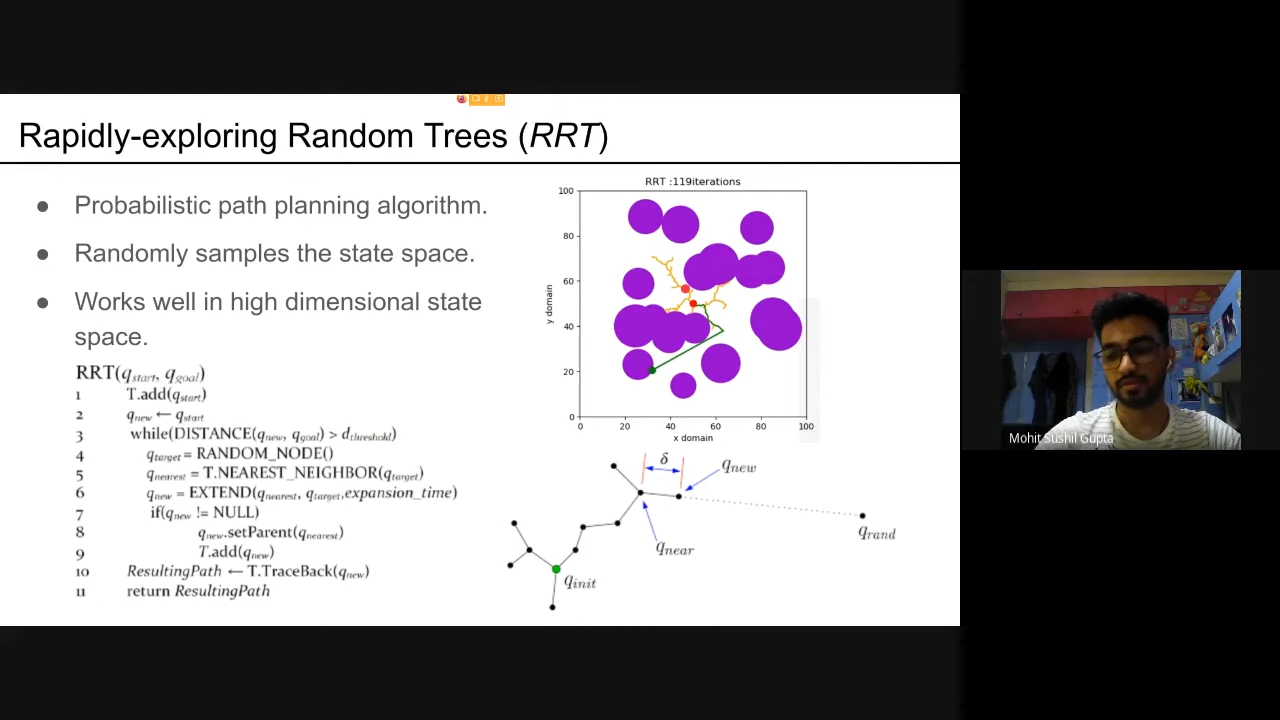 Rapidly-exploring Random Trees (RRT)
● Probabilistic path planning algorithm.
● Randomly samples the state space.
● Works well in high dimensional state
space.
RRT(q_start, q_goal)
1 T.add(q_start)
2 q_new ← q_start
3 while(DISTANCE(q_new, q_goal) > d_threshold)
4 q_target = RANDOM_NODE()
5 q_nearest = T.NEAREST_NEIGHBOR(q_target)
6 q_new = EXTEND(q_nearest, q_target,expansion_time)
7 if(q_new != NULL)
8 q_new.setParent(q_nearest)
9 T.add(q_new)
10 ResultingPath ← T.TraceBack(q_new)
11 return ResultingPath
RRT :119iterations
100
80
60
40
20
0
y domain
0 20 40 60 80 100
x domain
δ
q_new
q_rand
q_near
q_init
Mohit Sushil Gupta